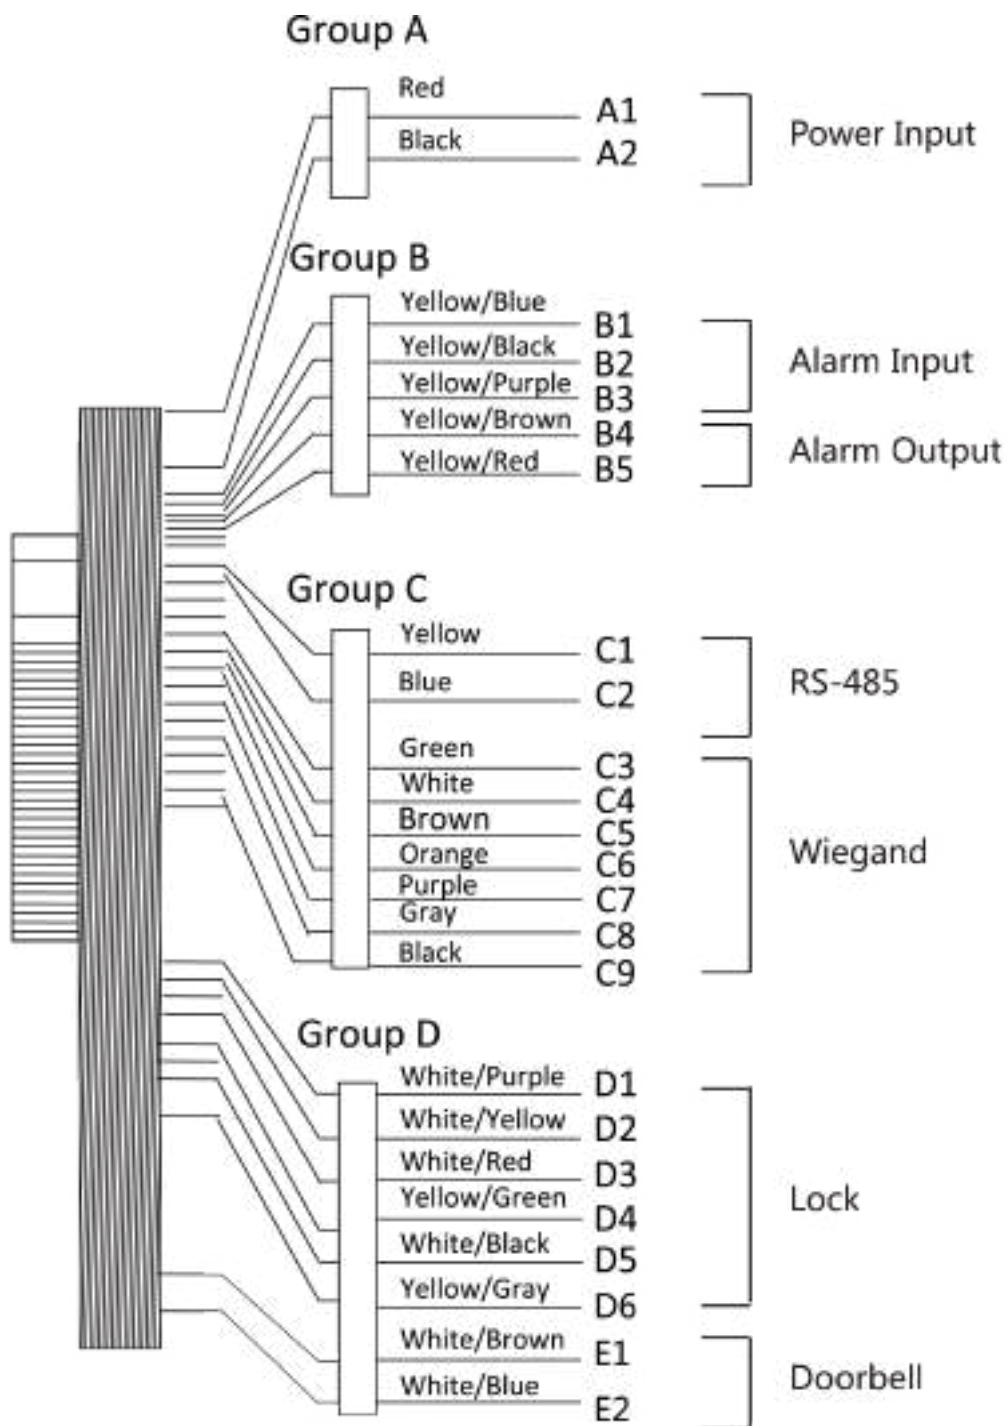 Group A
Red A1
Black A2
Power Input
Group B
Yellow/Blue B1
Yellow/Black B2
Yellow/Purple B3
Alarm Input
Yellow/Brown B4
Yellow/Red B5
Alarm Output
Group C
Yellow C1
Blue C2
RS-485
Green C3
White C4
Brown C5
Orange C6
Purple C7
Gray C8
Black C9
Wiegand
Group D
White/Purple D1
White/Yellow D2
White/Red D3
Yellow/Green D4
White/Black D5
Yellow/Gray D6
Lock
White/Brown E1
White/Blue E2
Doorbell